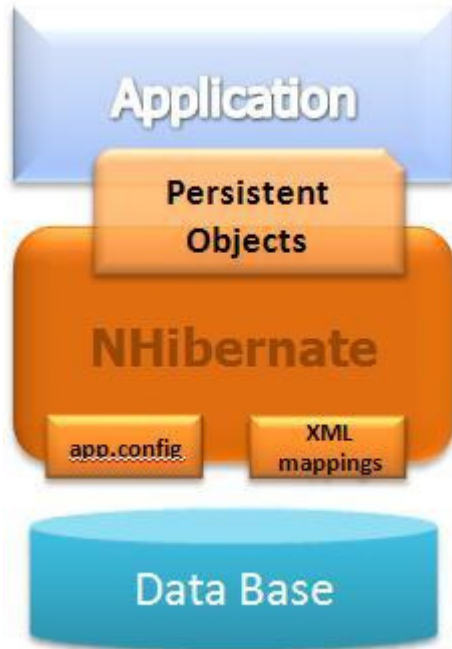 Application
Persistent
Objects
NHibernate
app.config
XML
mappings
Data Base